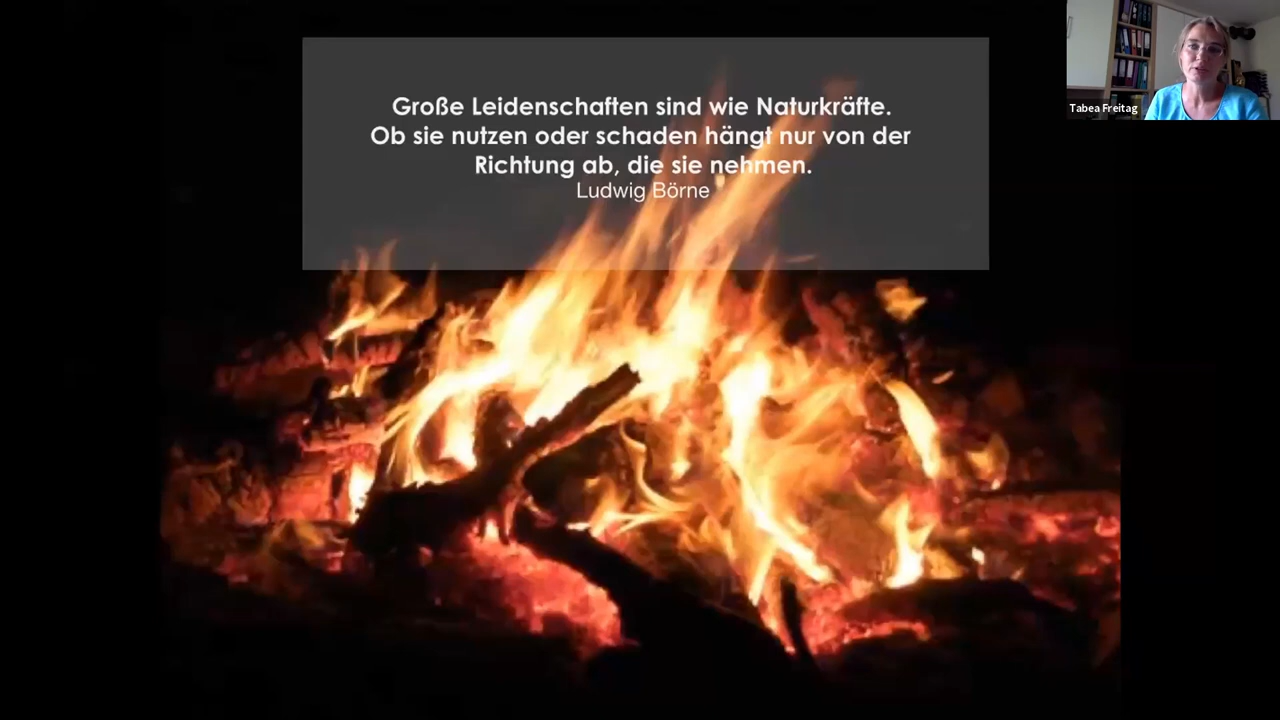 Große Leidenschaften sind wie Naturkräfte.
Ob sie nutzen oder schaden hängt nur von der
Richtung ab, die sie nehmen.
Ludwig Börne
Tabea Freitag